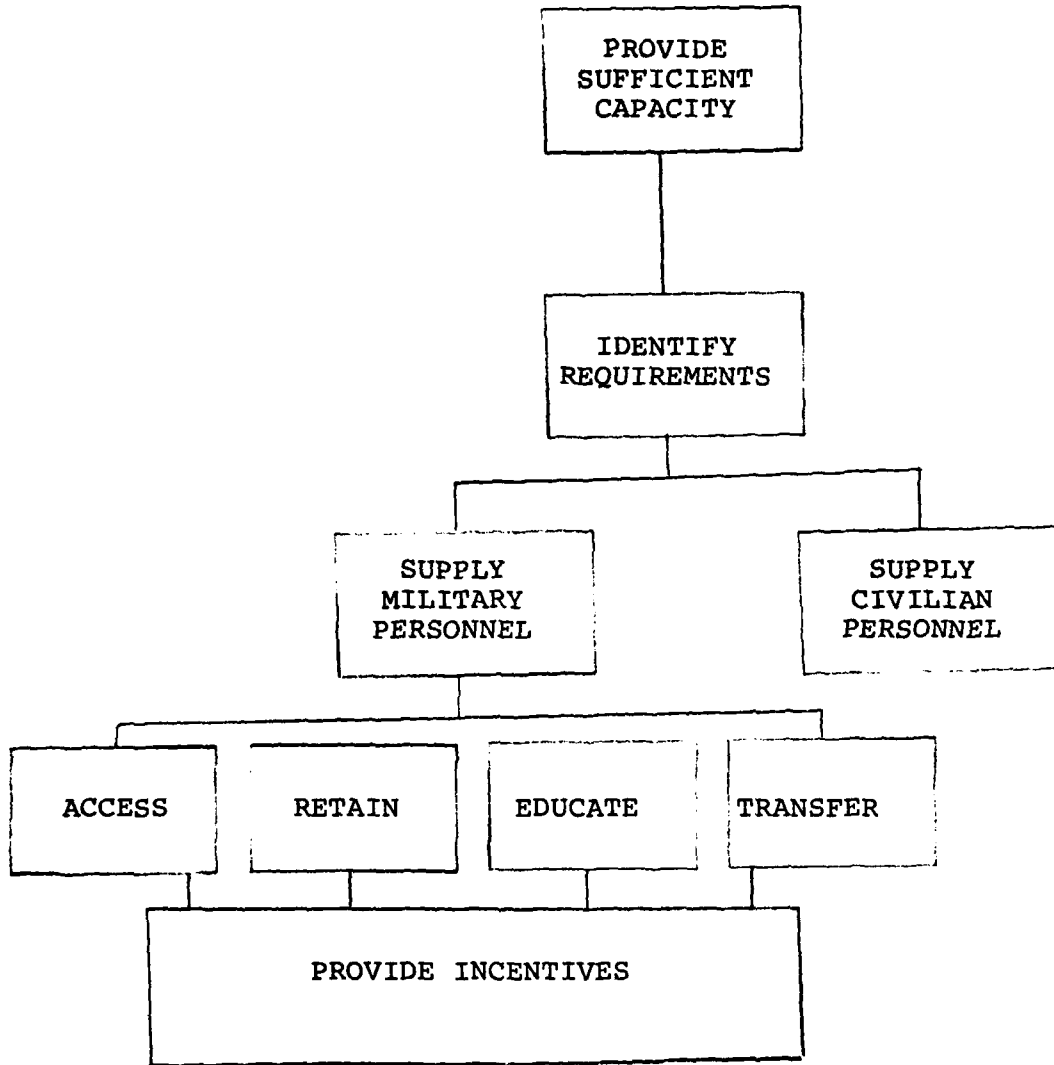 PROVIDE
SUFFICIENT
CAPACITY
IDENTIFY
REQUIREMENTS
SUPPLY
MILITARY
PERSONNEL
SUPPLY
CIVILIAN
PERSONNEL
ACCESS
RETAIN
EDUCATE
TRANSFER
PROVIDE INCENTIVES